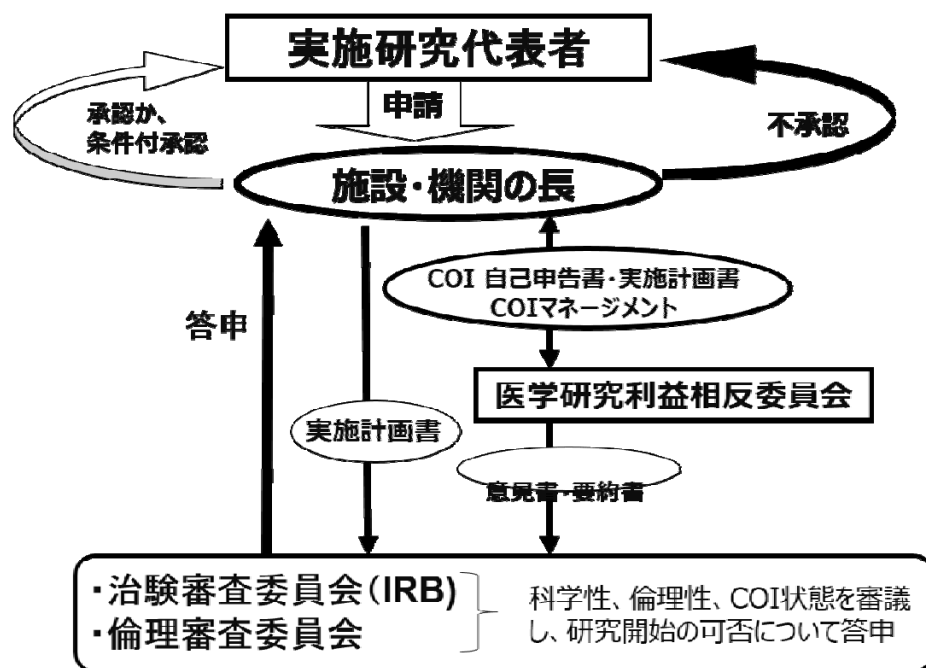 実施研究代表者
申請
承認か、
条件付承認
不承認
施設・機関の長
COI 自己申告書・実施計画書
COIマネージメント
答申
医学研究利益相反委員会
実施計画書
意見書・要約書
・治験審査委員会(IRB)
・倫理審査委員会
科学性、倫理性、COI状態を審議
し、研究開始の可否について答申